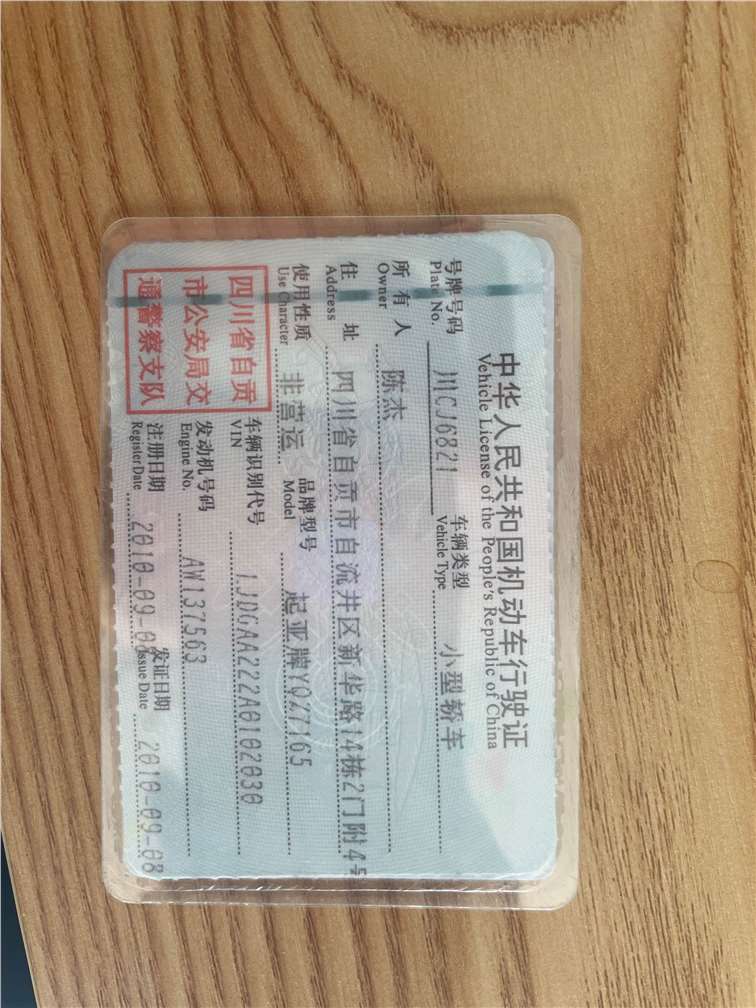 中华人民共和国机动车行驶证
Vehicle License of the People's Republic of China
号牌号码 川CJ6821 车辆类型 小型轿车
Plate No. Vehicle Type
所有人 陈杰
Owner
住址 四川省自贡市自流井区新华路14栋2门附4号
Address
使用性质 非营运 品牌型号 起亚牌YQZ7165
Use Character Model
四川省自贡
市公安局交
通警察支队
车辆识别代号 LJDGAA222A0102030
VIN
发动机号码 AW137563
Engine No.
注册日期 2010-09-08 发证日期 2010-09-08
Register Date Issue Date